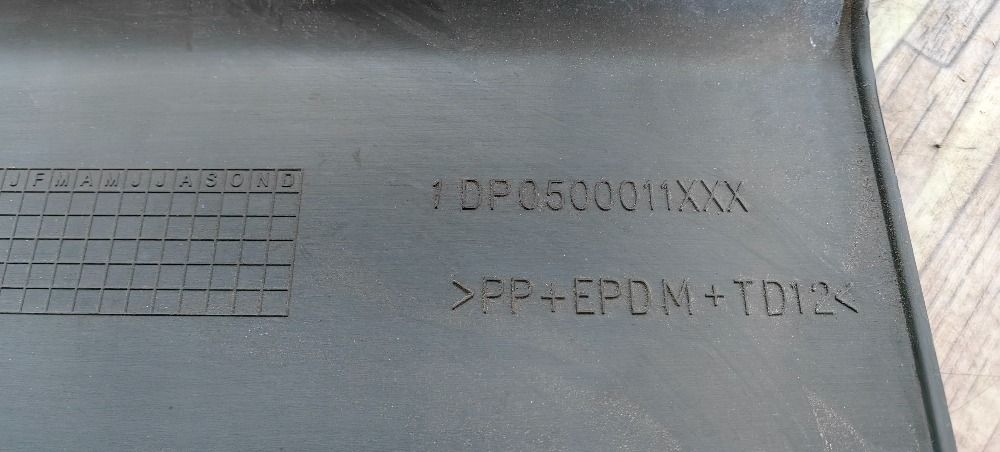 J F M A M J J A S O N D
1 DP0500011XXX
>PP+EPDM+TD12<